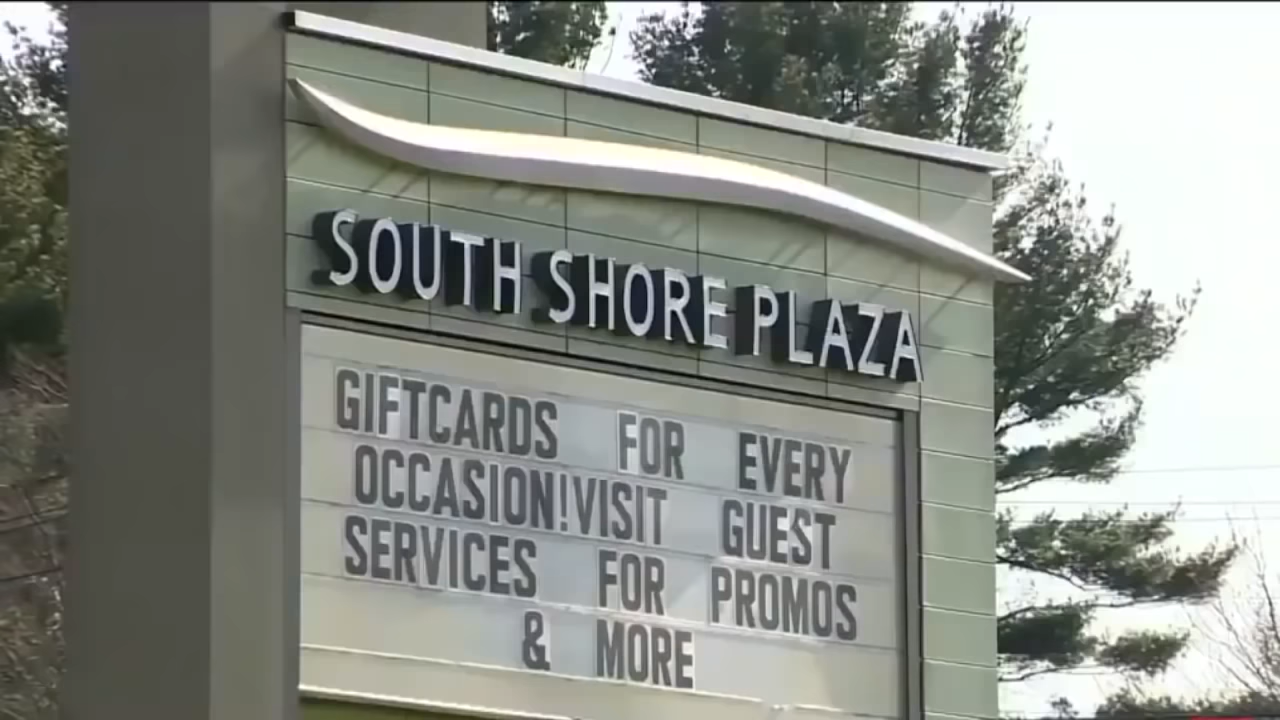 SOUTH SHORE PLAZA
GIFTCARDS FOR EVERY
OCCASION!VISIT GUEST
SERVICES FOR PROMOS
& MORE